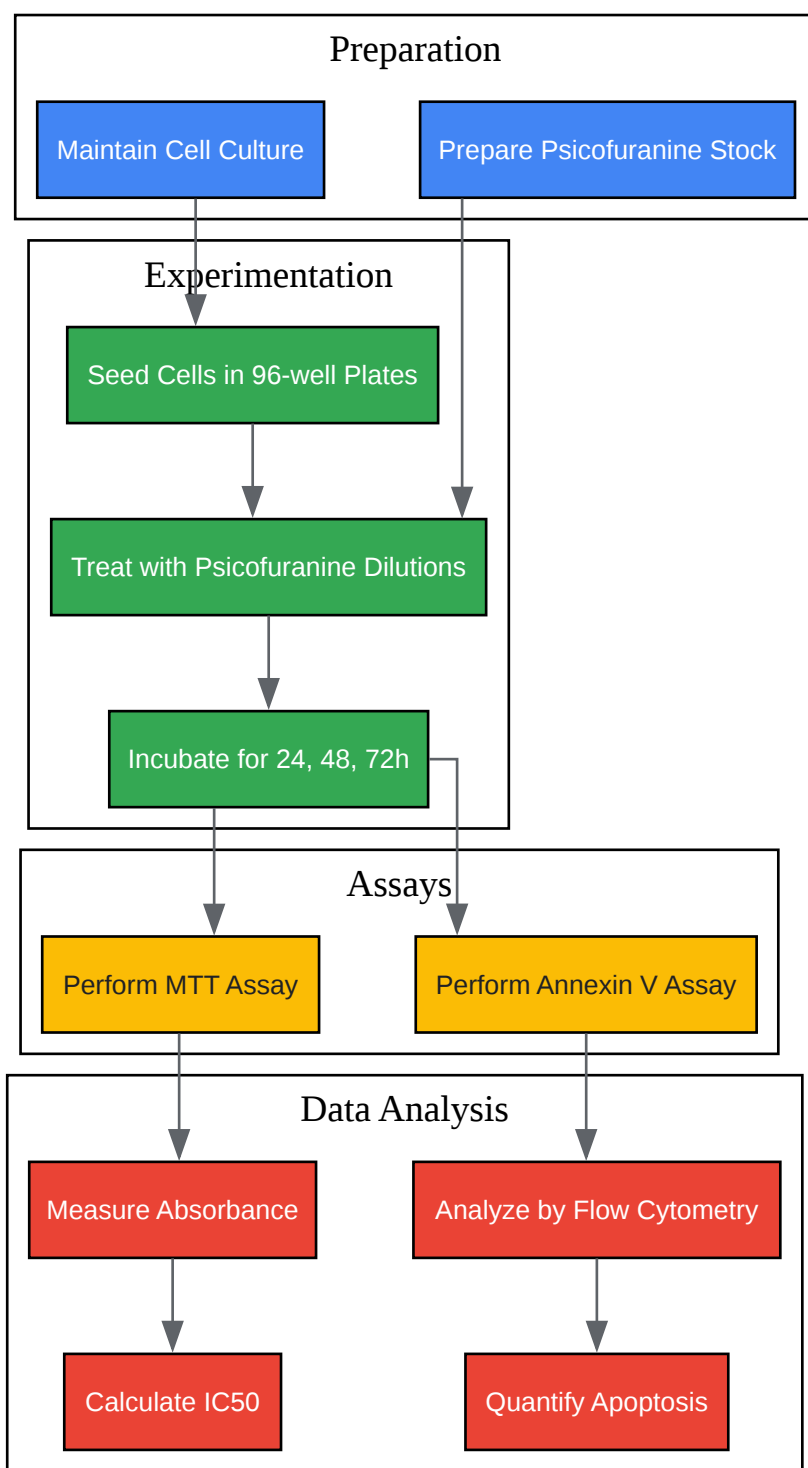 Preparation
Maintain Cell Culture
Prepare Psicofuranine Stock
Experimentation
Seed Cells in 96-well Plates
Treat with Psicofuranine Dilutions
Incubate for 24, 48, 72h
Assays
Perform MTT Assay
Perform Annexin V Assay
Data Analysis
Measure Absorbance
Analyze by Flow Cytometry
Calculate IC50
Quantify Apoptosis